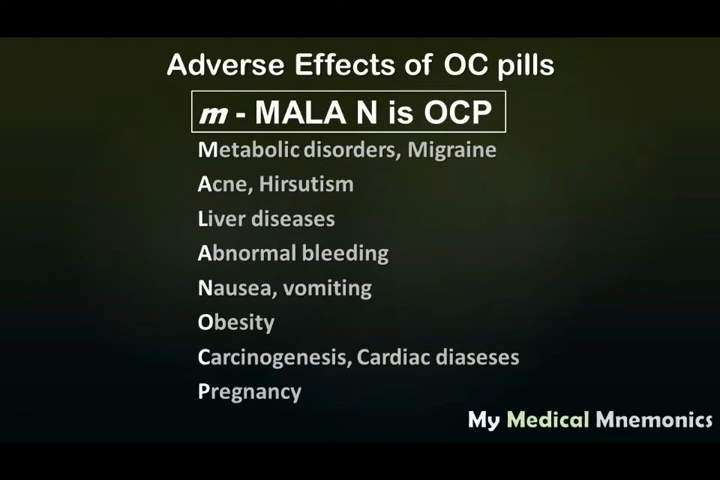 Adverse Effects of OC pills
m - MALA N is OCP
Metabolic disorders, Migraine
Acne, Hirsutism
Liver diseases
Abnormal bleeding
Nausea, vomiting
Obesity
Carcinogenesis, Cardiac diaseses
Pregnancy
My Medical Mnemonics